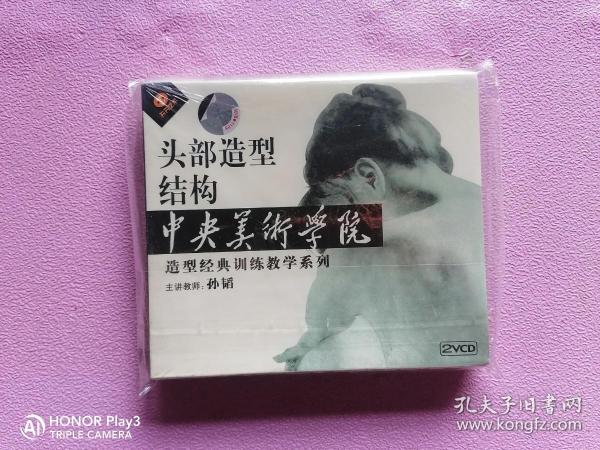 头部造型
结构
中央美術學院
造型经典训练教学系列
主讲教师：孙韬
2VCD
HONOR Play3
TRIPLE CAMERA
孔夫子旧书网
www.kongfz.com